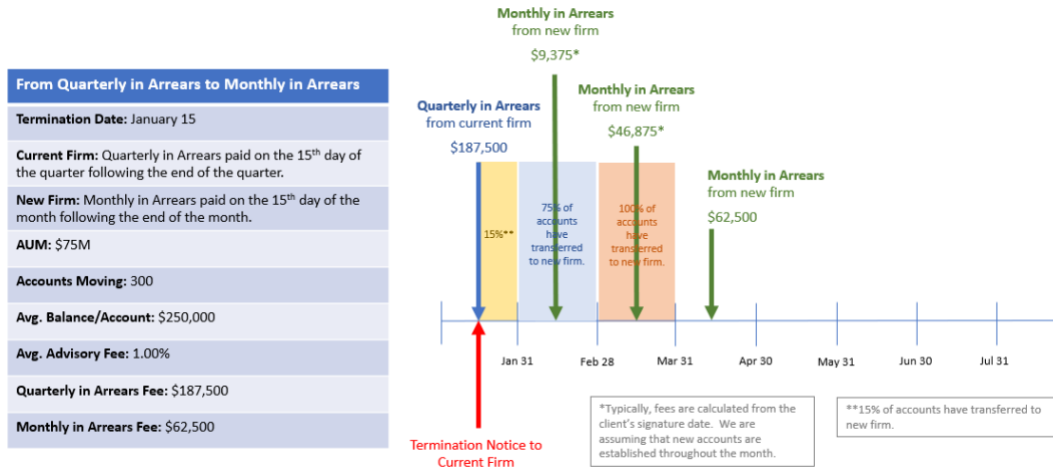 From Quarterly in Arrears to Monthly in Arrears
Termination Date: January 15
Current Firm: Quarterly in Arrears paid on the 15th day of
the quarter following the end of the quarter.
New Firm: Monthly in Arrears paid on the 15th day of the
month following the end of the month.
AUM: $75M
Accounts Moving: 300
Avg. Balance/Account: $250,000
Avg. Advisory Fee: 1.00%
Quarterly in Arrears Fee: $187,500
Monthly in Arrears Fee: $62,500
Monthly in Arrears
from new firm
$9,375*
Quarterly in Arrears
from current firm
$187,500
Monthly in Arrears
from new firm
$46,875*
Monthly in Arrears
from new firm
$62,500
15%**
75% of
accounts
have
transferred
to new firm.
100% of
accounts
have
transferred
to new firm.
Jan 31
Feb 28
Mar 31
Apr 30
May 31
Jun 30
Jul 31
Termination Notice to
Current Firm
*Typically, fees are calculated from the
client's signature date. We are
assuming that new accounts are
established throughout the month.
**15% of accounts have transferred to
new firm.